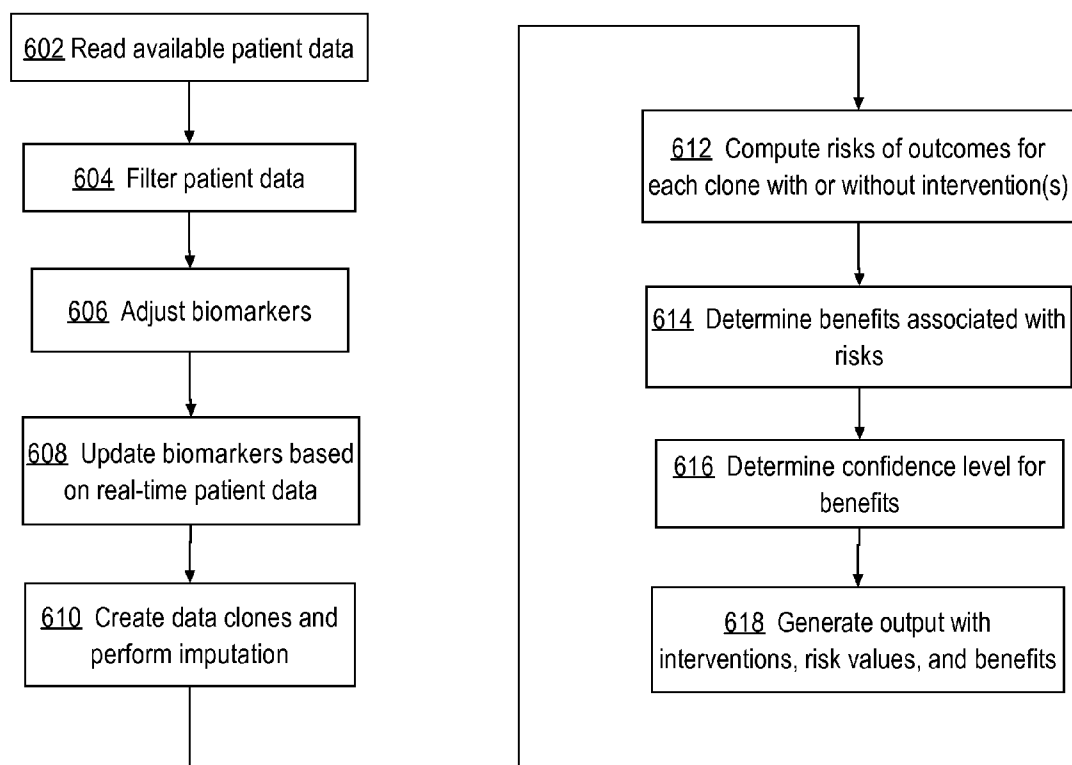 602 Read available patient data
604 Filter patient data
606 Adjust biomarkers
608 Update biomarkers based
on real-time patient data
610 Create data clones and
perform imputation
612 Compute risks of outcomes for
each clone with or without intervention(s)
614 Determine benefits associated with
risks
616 Determine confidence level for
benefits
618 Generate output with
interventions, risk values, and benefits